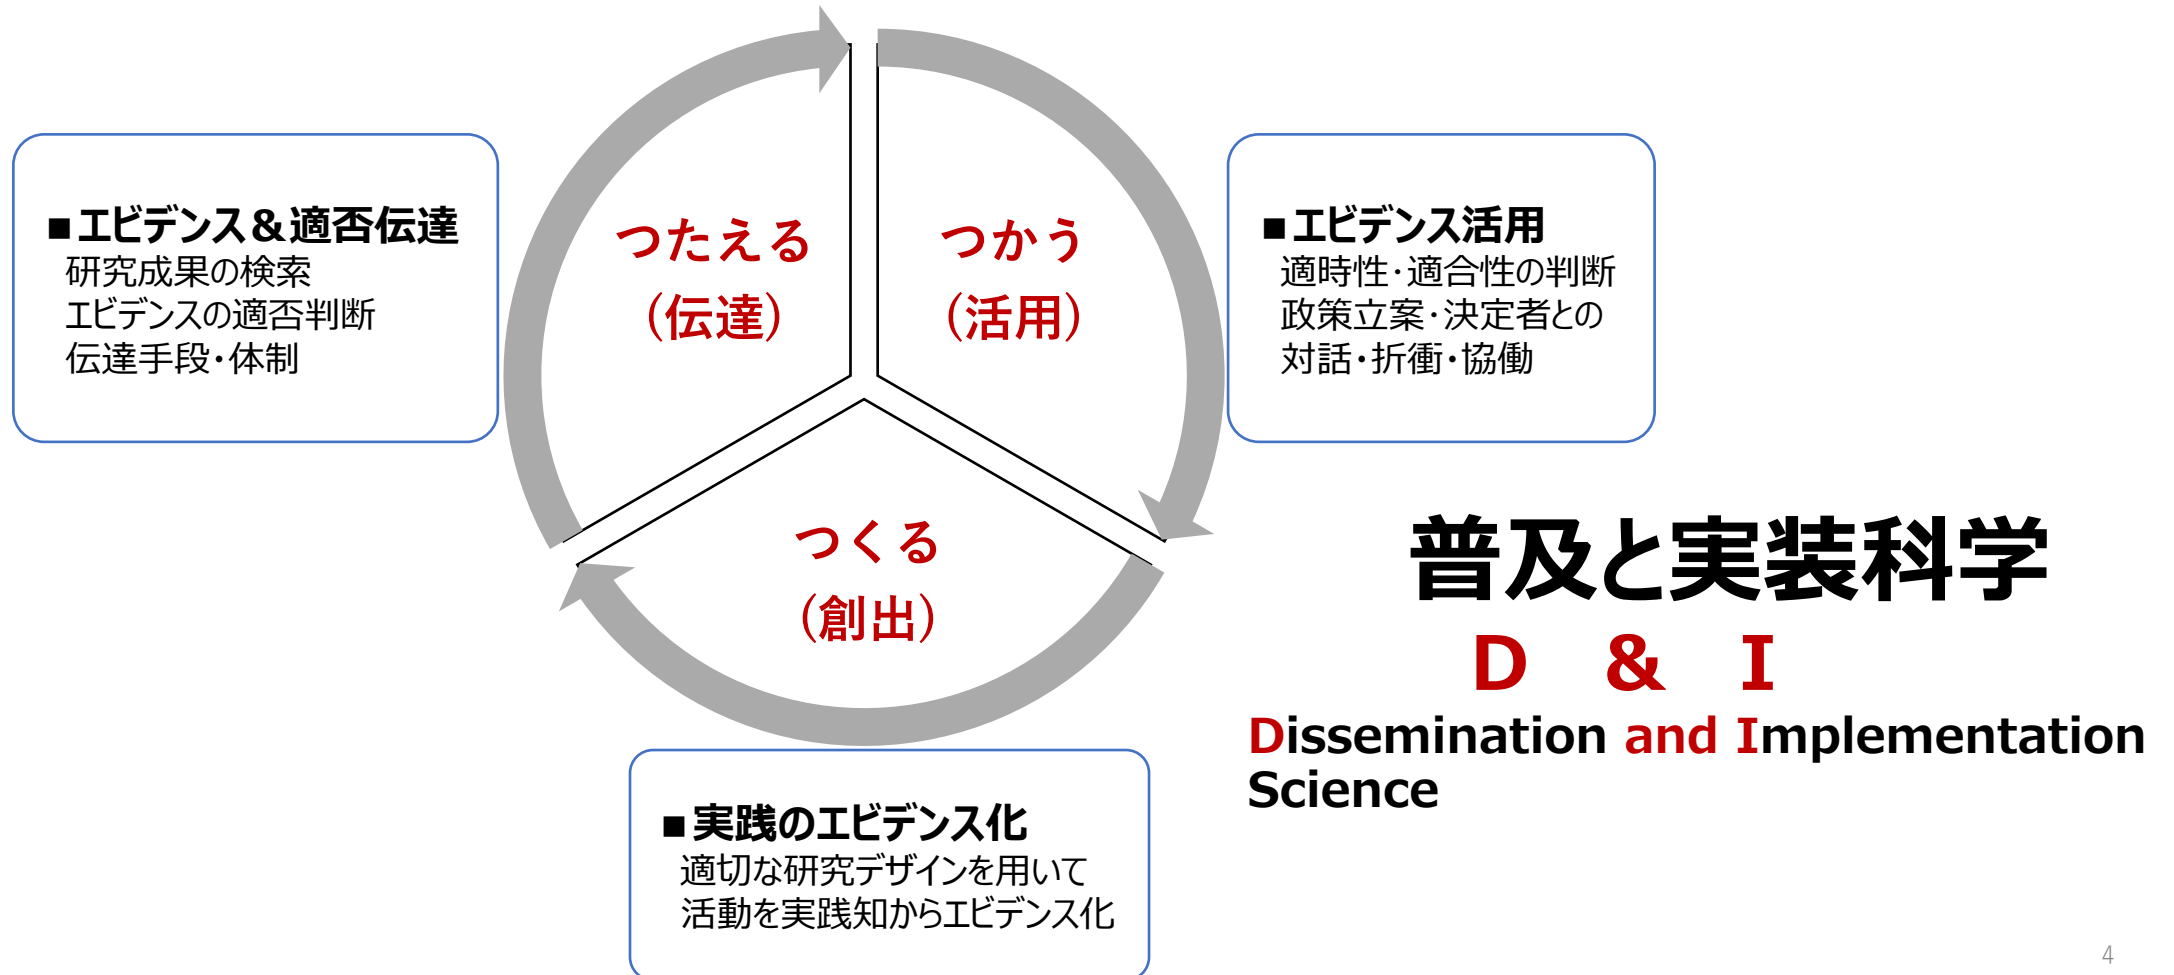 ■エビデンス＆適否伝達
研究成果の検索
エビデンスの適否判断
伝達手段・体制
つたえる
（伝達）
つかう
（活用）
■エビデンス活用
適時性・適合性の判断
政策立案・決定者との
対話・折衝・協働
つくる
（創出）
■実践のエビデンス化
適切な研究デザインを用いて
活動を実践知からエビデンス化
普及と実装科学
D & I
Dissemination and Implementation
Science
4